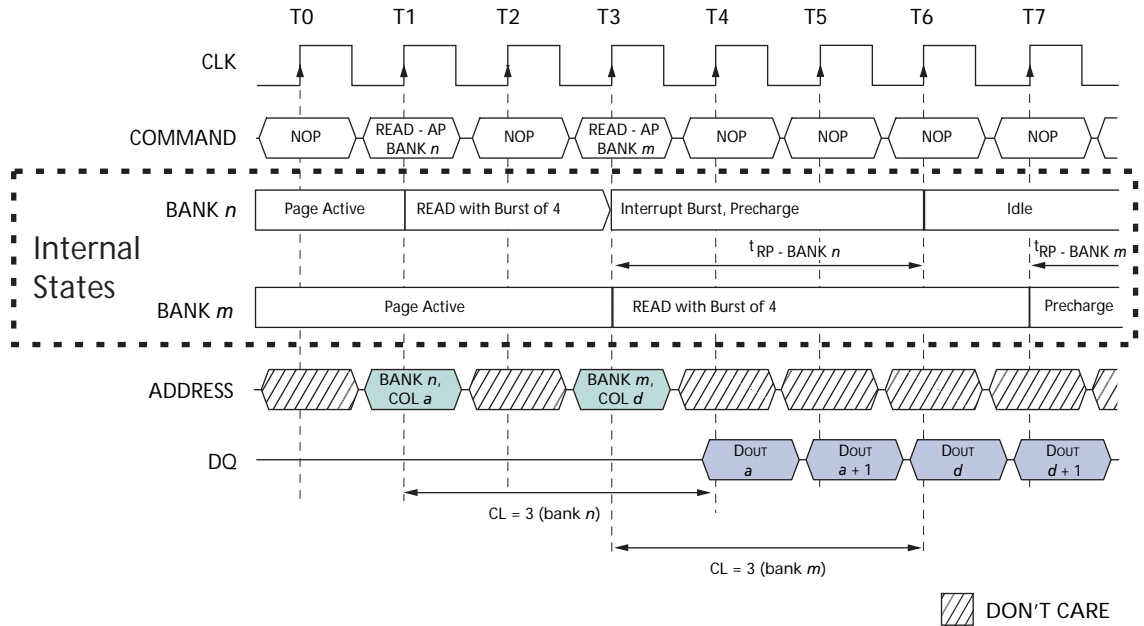 T0 T1 T2 T3 T4 T5 T6 T7
CLK
COMMAND
NOP
READ - AP
BANK n
NOP
READ - AP
BANK m
NOP
NOP
NOP
NOP
Internal
States
BANK n
Page Active
READ with Burst of 4
Interrupt Burst, Precharge
Idle
tRP - BANK n
tRP - BANK m
BANK m
Page Active
READ with Burst of 4
Precharge
ADDRESS
BANK n,
COL a
BANK m,
COL d
DQ
DOUT
a
DOUT
a + 1
DOUT
d
DOUT
d + 1
CL = 3 (bank n)
CL = 3 (bank m)
DON'T CARE